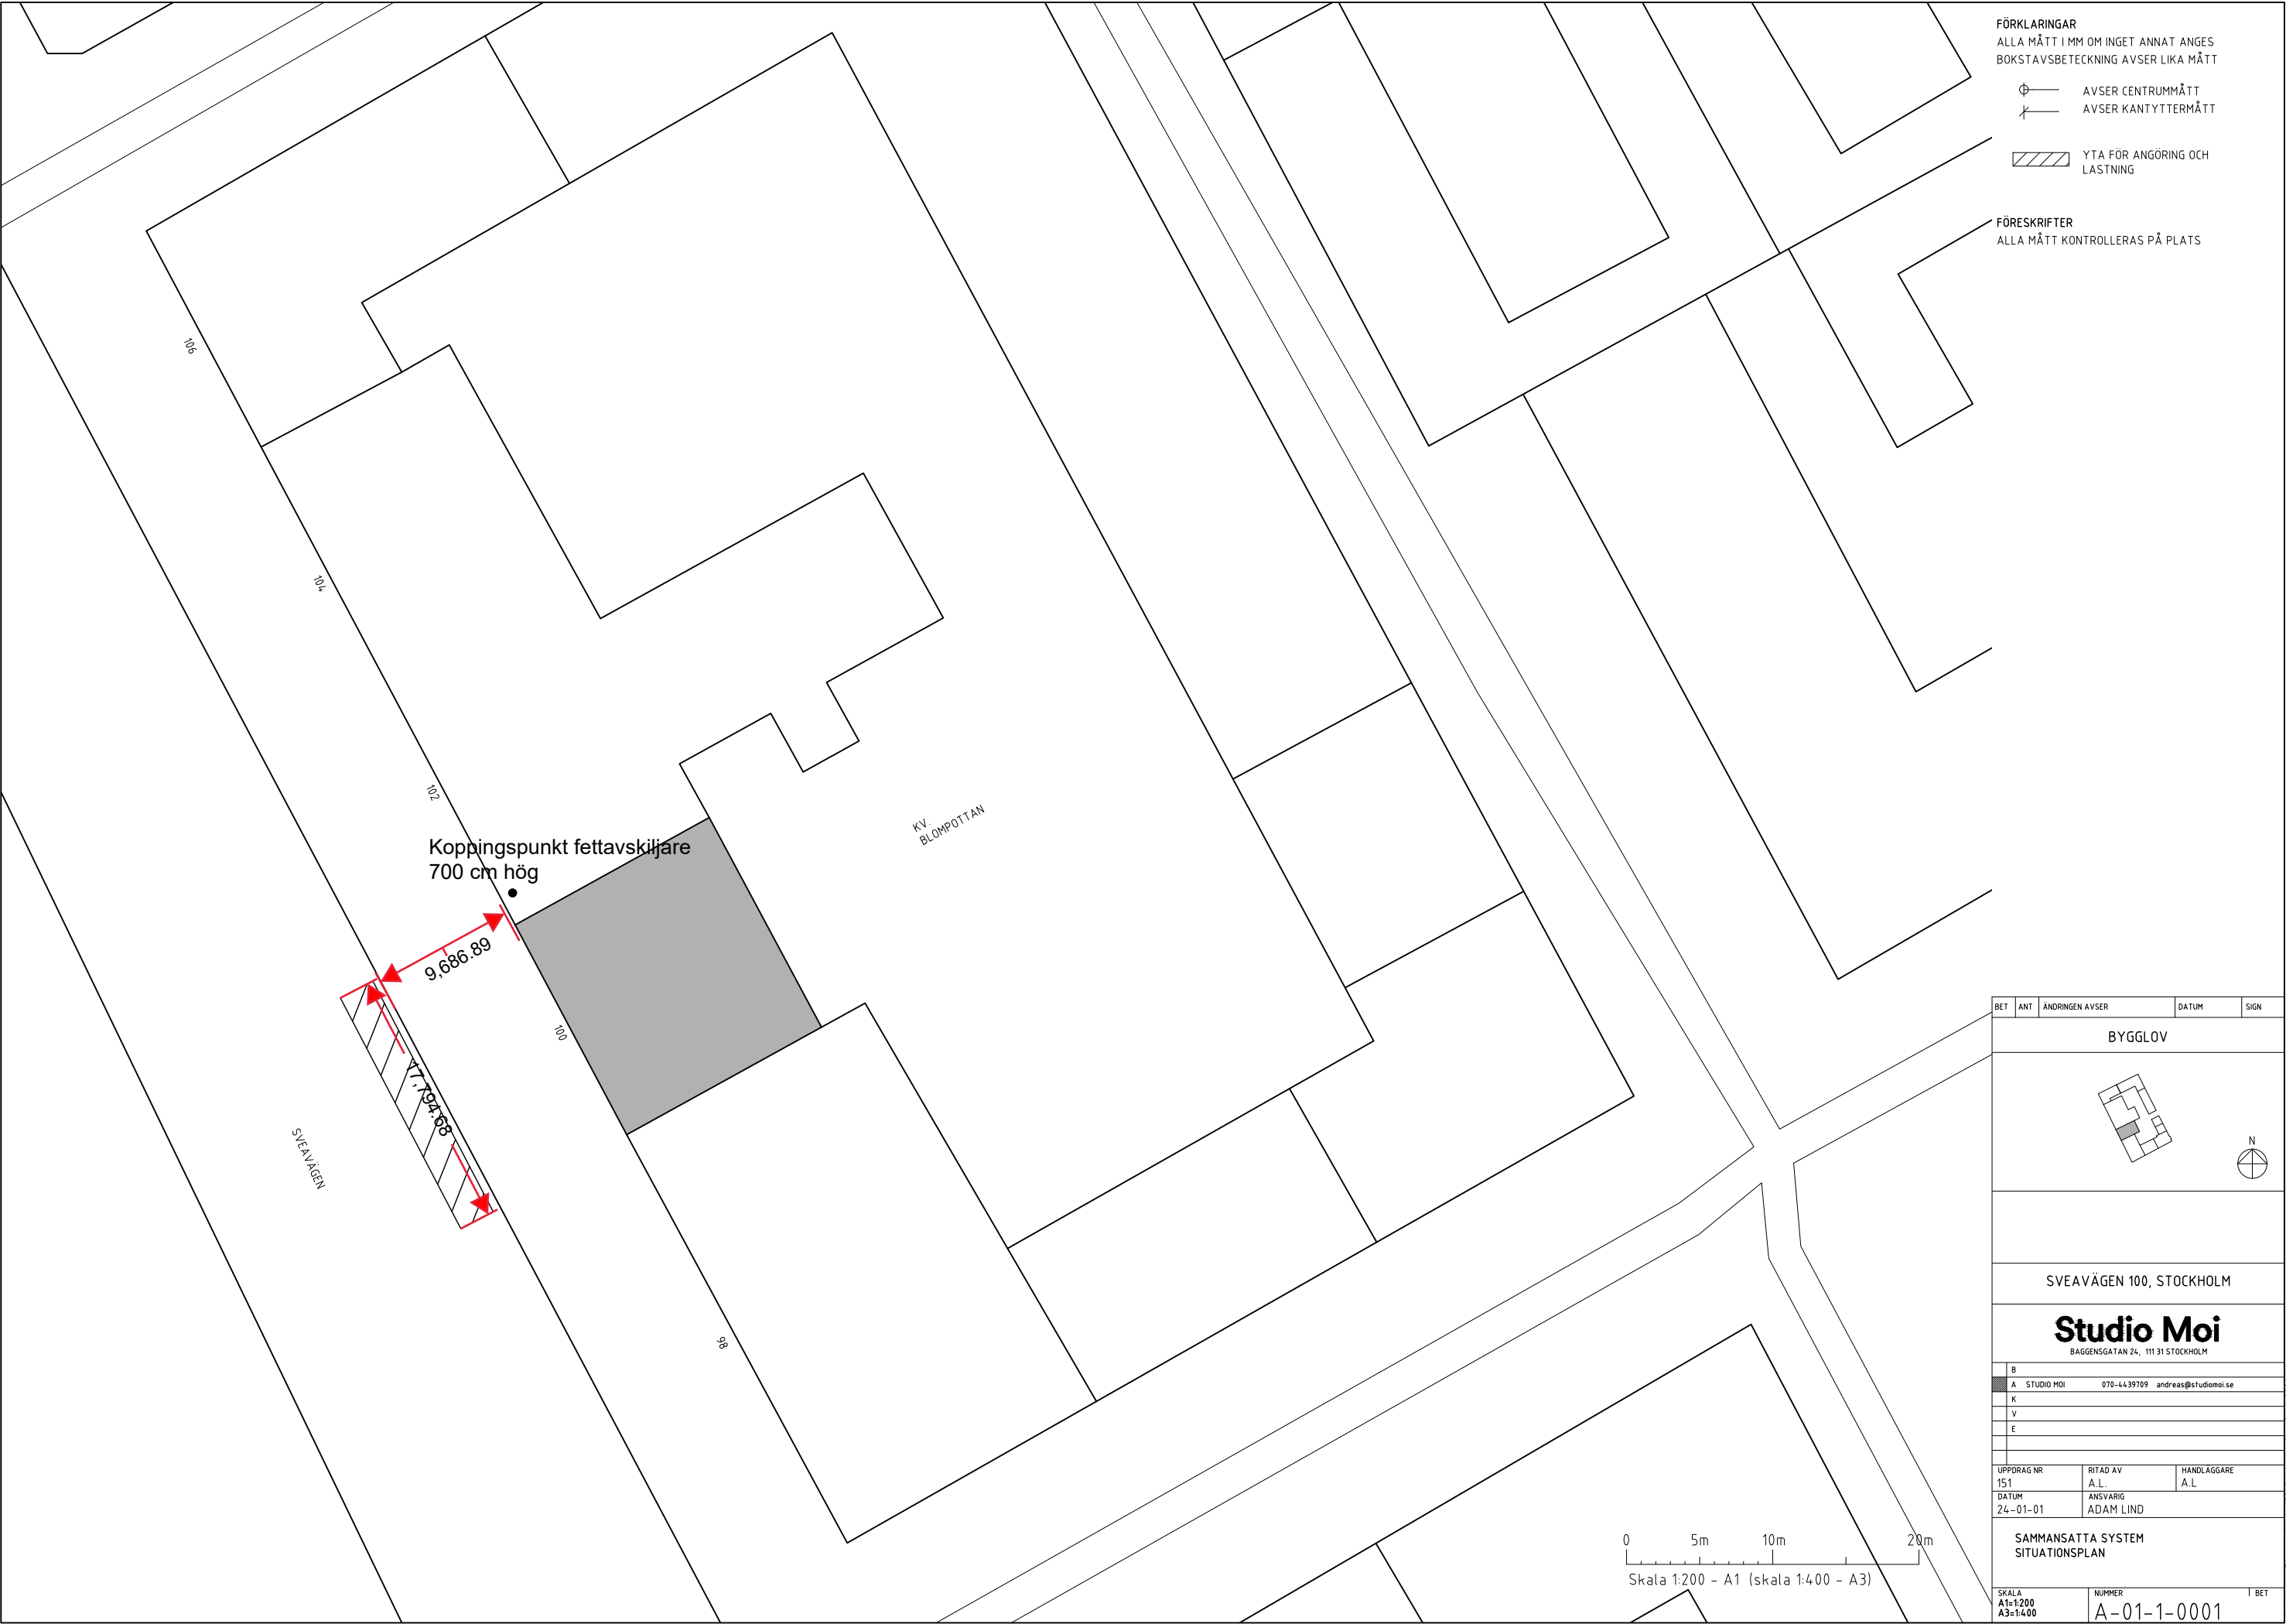 FÖRKLARINGAR
ALLA MÅTT I MM OM INGET ANNAT ANGES
BOKSTAVSBETECKNING AVSER LIKA MÅTT
AVSER CENTRUMMÅTT
AVSER KANTYTTERMÅTT
YTA FÖR ANGÖRING OCH
LASTNING
FÖRESKRIFTER
ALLA MÅTT KONTROLLERAS PÅ PLATS
106
104
102
KV.
BLOMPOTTAN
Koppingspunkt fettavskiljare
700 cm hög
9,686.89
100
17,794.68
SVEAVÄGEN
98
BET ANT ÄNDRINGEN AVSER DATUM SIGN
BYGGLOV
N
SVEAVÄGEN 100, STOCKHOLM
Studio Moi
BAGGENSGATAN 24, 111 31 STOCKHOLM
B
A STUDIO MOI 070-4439709 andreas@studiomoi.se
K
V
E
UPPDRAG NR RITAD AV HANDLÄGGARE
151 A.L. A.L
DATUM ANSVARIG
24-01-01 ADAM LIND
SAMMANSATTA SYSTEM
SITUATIONSPLAN
0 5m 10m 20m
Skala 1:200 - A1 (skala 1:400 - A3)
SKALA NUMMER BET
A1=1:200
A3=1:400
A-01-1-0001